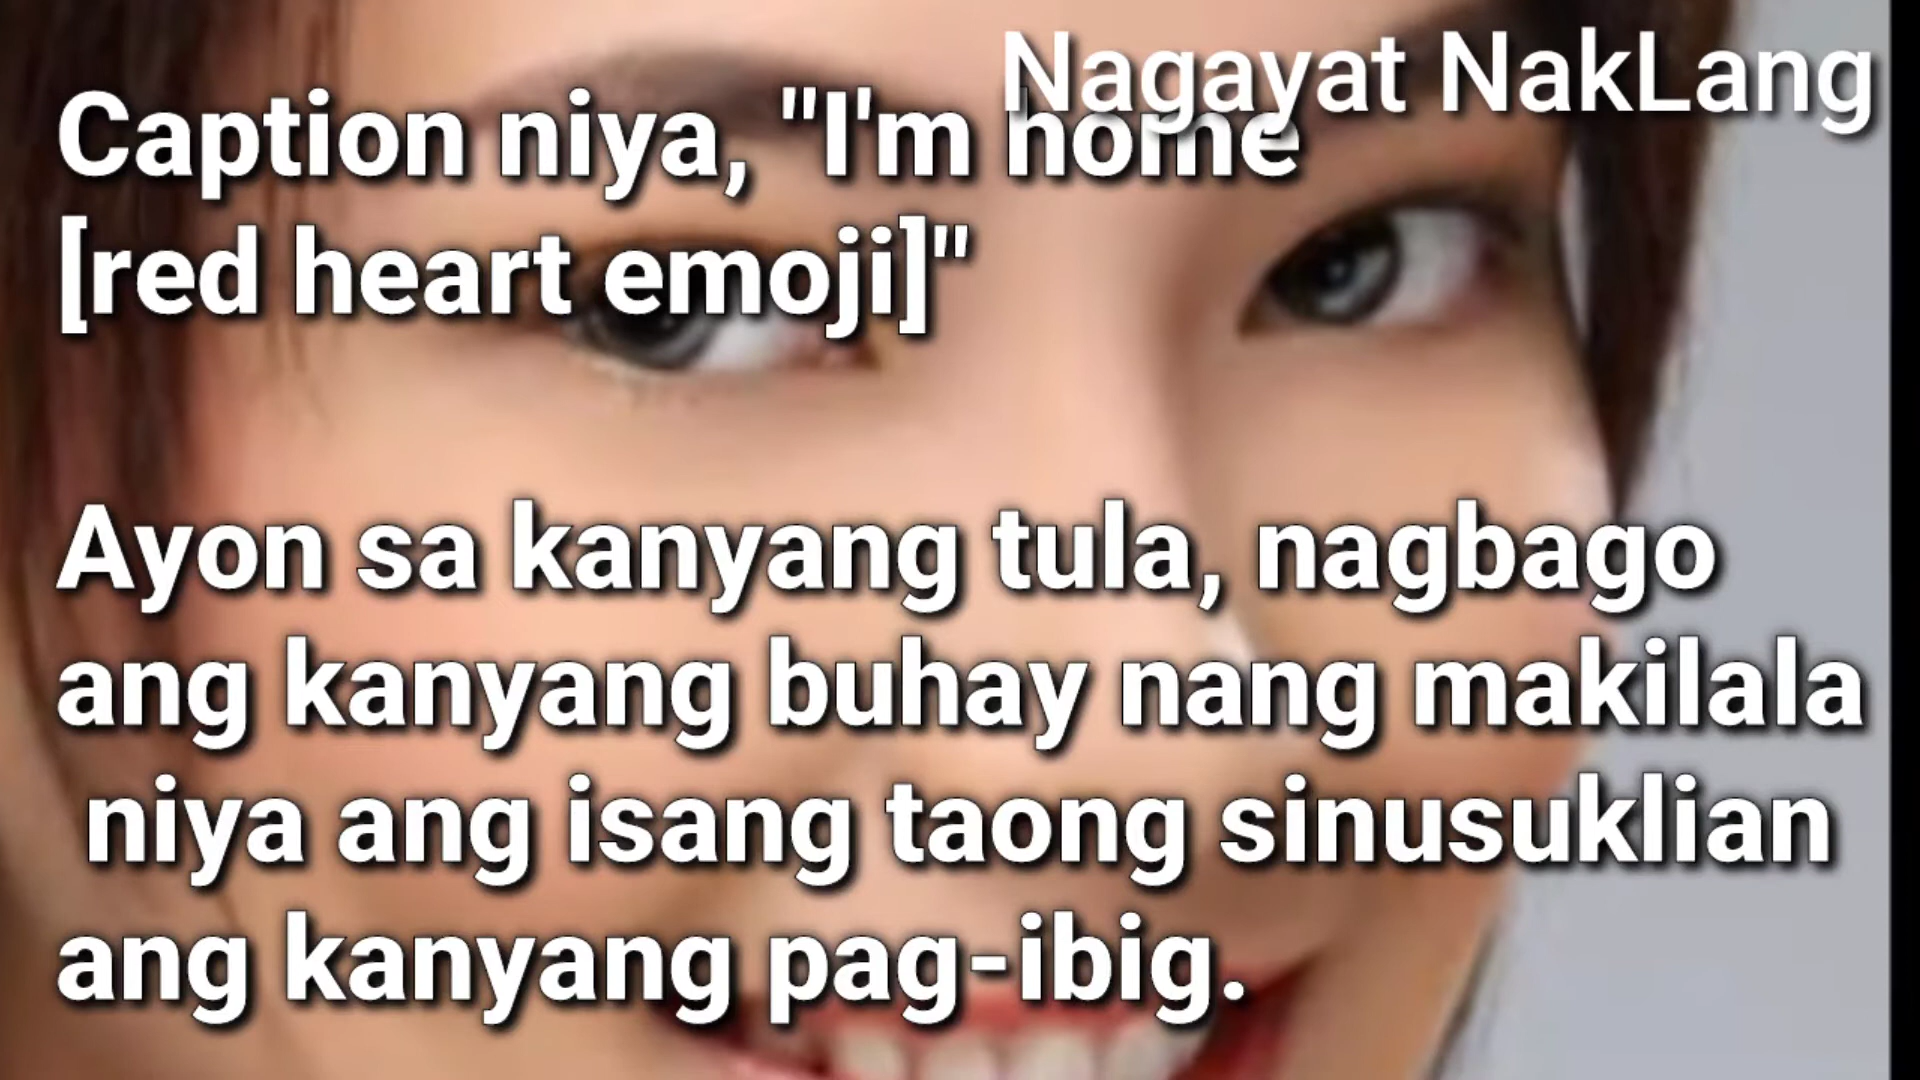 Nagayat NakLang
Caption niya, "I'm home
[red heart emoji]"
Ayon sa kanyang tula, nagbago
ang kanyang buhay nang makilala
niya ang isang taong sinusuklian
ang kanyang pag-ibig.